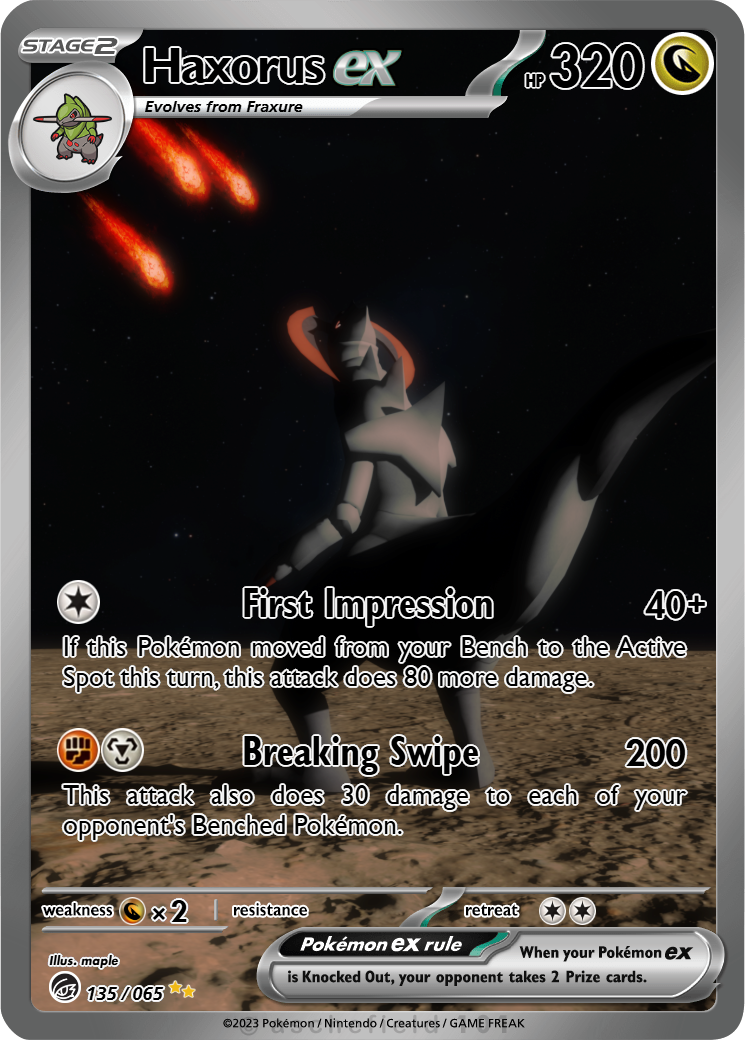 STAGE2
Haxorus ex
HP 320
Evolves from Fraxure
First Impression 40+
If this Pokémon moved from your Bench to the Active
Spot this turn, this attack does 80 more damage.
Breaking Swipe 200
This attack also does 30 damage to each of your
opponent's Benched Pokémon.
weakness ×2 | resistance retreat
Pokémon ex rule
When your Pokémon ex
is Knocked Out, your opponent takes 2 Prize cards.
Illus. maple
135/065
©2023 Pokémon / Nintendo / Creatures / GAME FREAK